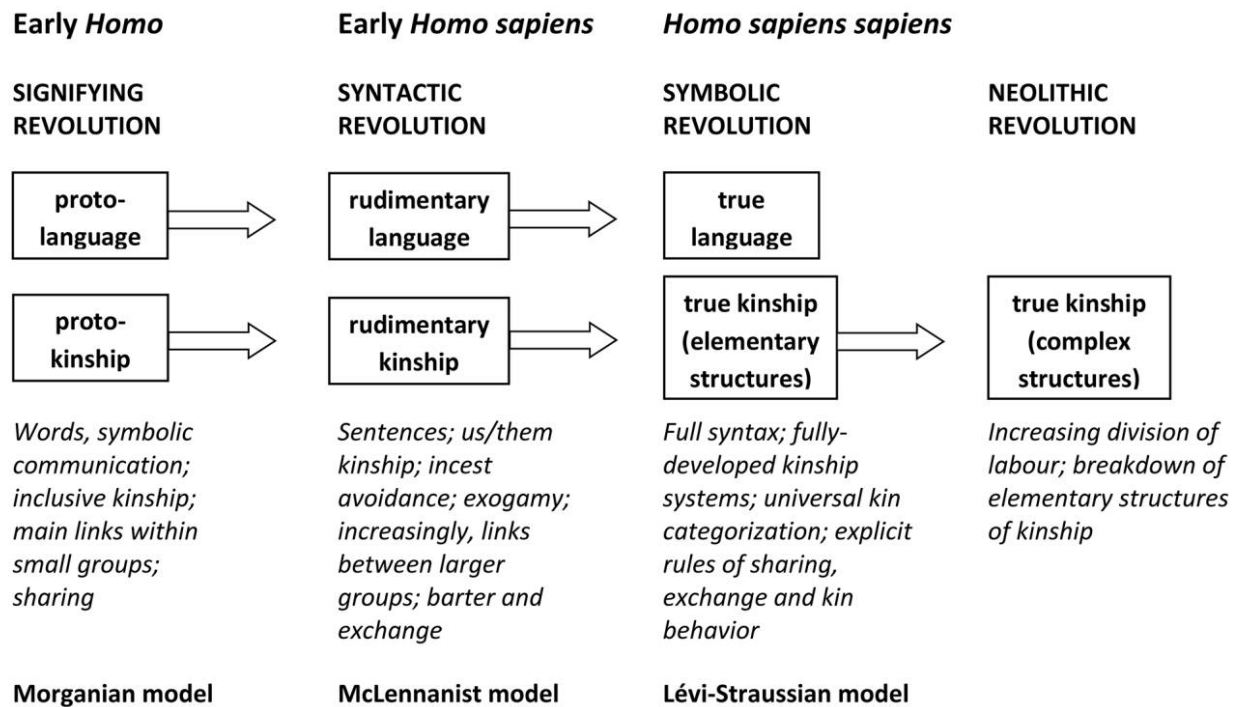 Early Homo
Early Homo sapiens
Homo sapiens sapiens
SIGNIFYING
REVOLUTION
SYNTACTIC
REVOLUTION
SYMBOLIC
REVOLUTION
NEOLITHIC
REVOLUTION
proto-
language
rudimentary
language
true
language
proto-
kinship
rudimentary
kinship
true kinship
(elementary
structures)
true kinship
(complex
structures)
Words, symbolic
communication;
inclusive kinship;
main links within
small groups;
sharing
Sentences; us/them
kinship; incest
avoidance; exogamy;
increasingly, links
between larger
groups; barter and
exchange
Full syntax; fully-
developed kinship
systems; universal kin
categorization; explicit
rules of sharing,
exchange and kin
behavior
Increasing division of
labour; breakdown of
elementary structures
of kinship
Morganian model
McLennanist model
Lévi-Straussian model